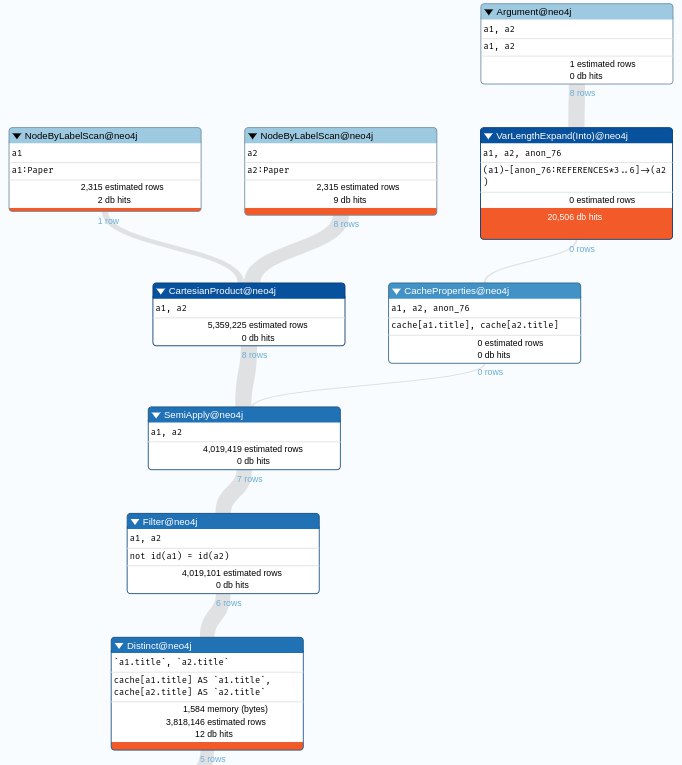 Argument@neo4j
a1, a2
a1, a2
1 estimated rows
0 db hits
8 rows
NodeByLabelScan@neo4j
a1
a1:Paper
2,315 estimated rows
2 db hits
1 row
NodeByLabelScan@neo4j
a2
a2:Paper
2,315 estimated rows
9 db hits
8 rows
VarLengthExpand(Into)@neo4j
a1, a2, anon_76
(a1)-[anon_76:REFERENCES*3..6]->(a2
)
0 estimated rows
20,506 db hits
0 rows
CartesianProduct@neo4j
a1, a2
5,359,225 estimated rows
0 db hits
8 rows
CacheProperties@neo4j
a1, a2, anon_76
cache[a1.title], cache[a2.title]
0 estimated rows
0 db hits
0 rows
SemiApply@neo4j
a1, a2
4,019,419 estimated rows
0 db hits
7 rows
Filter@neo4j
a1, a2
not id(a1) = id(a2)
4,019,101 estimated rows
0 db hits
6 rows
Distinct@neo4j
`a1.title`, `a2.title`
cache[a1.title] AS `a1.title`,
cache[a2.title] AS `a2.title`
1,584 memory (bytes)
3,818,146 estimated rows
12 db hits
5 rows